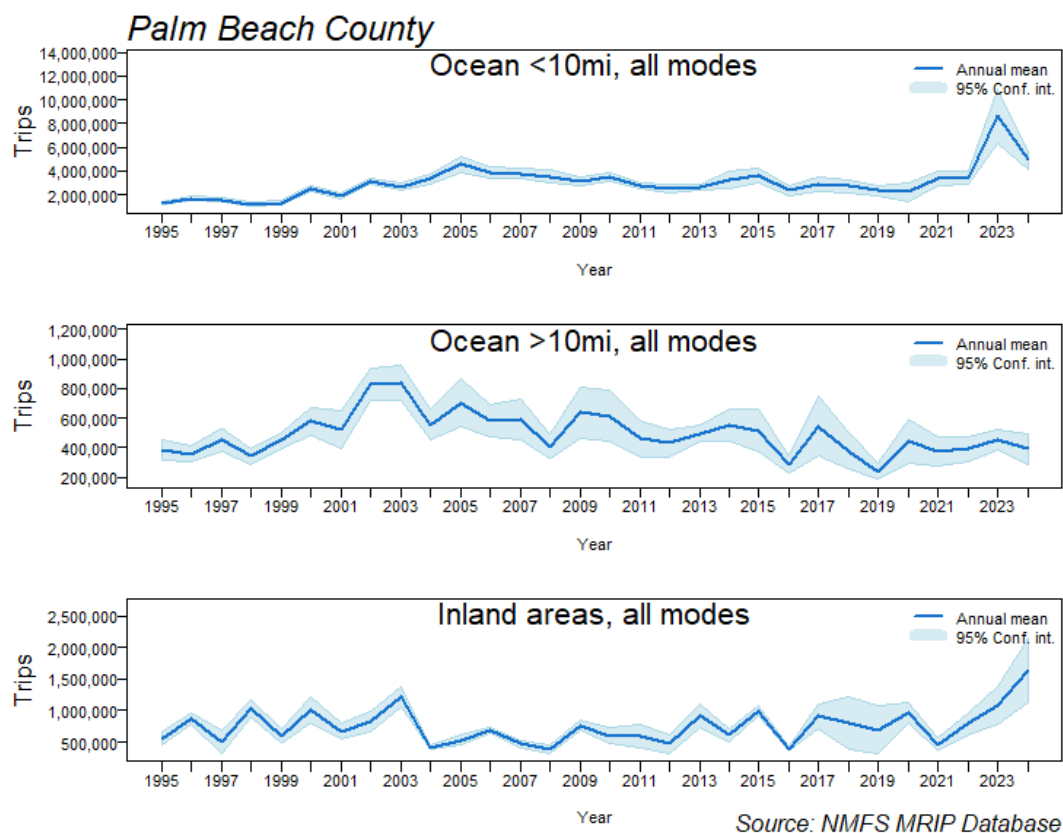 Palm Beach County
Ocean <10mi, all modes
Annual mean
95% Conf. int.
Trips
14,000,000
12,000,000
10,000,000
8,000,000
6,000,000
4,000,000
2,000,000
1995 1997 1999 2001 2003 2005 2007 2009 2011 2013 2015 2017 2019 2021 2023
Year
Ocean >10mi, all modes
Annual mean
95% Conf. int.
Trips
1,200,000
1,000,000
800,000
600,000
400,000
200,000
1995 1997 1999 2001 2003 2005 2007 2009 2011 2013 2015 2017 2019 2021 2023
Year
Inland areas, all modes
Annual mean
95% Conf. int.
Trips
2,500,000
2,000,000
1,500,000
1,000,000
500,000
1995 1997 1999 2001 2003 2005 2007 2009 2011 2013 2015 2017 2019 2021 2023
Year
Source: NMFS MRIP Database